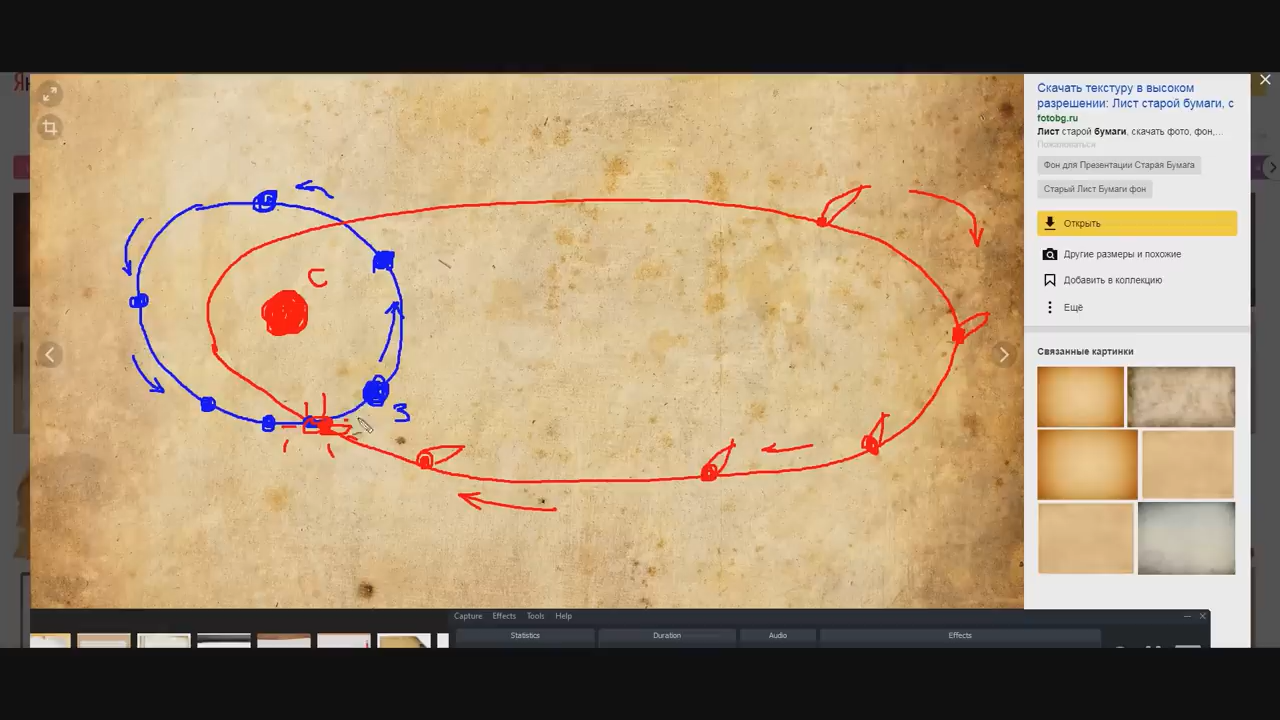 Ян
Скачать текстуру в высоком
разрешении: Лист старой бумаги, с
fotobg.ru
Лист старой бумаги, скачать фото, фон,...
Пожаловаться
Фон для Презентации Старая Бумага
Старый Лист Бумаги фон
Открыть
Другие размеры и похожие
Добавить в коллекцию
Ещё
Связанные картинки
С
З
Capture Effects Tools Help
Statistics Duration Audio Effects